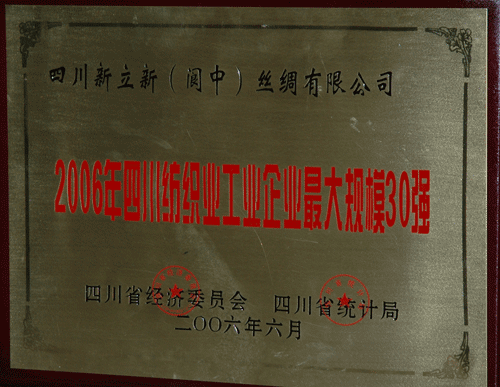 四川新立新（阆中）丝绸有限公司
2006年四川纺织业工业企业最大规模30强
四川省经济委员会 四川省统计局
二〇〇六年六月